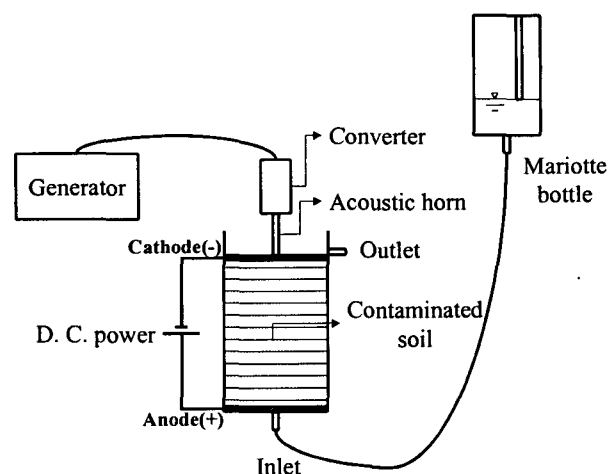 Converter
Generator
Mariotte
bottle
Acoustic horn
Cathode(-)
Outlet
Contaminated
soil
D. C. power
Anode(+)
Inlet